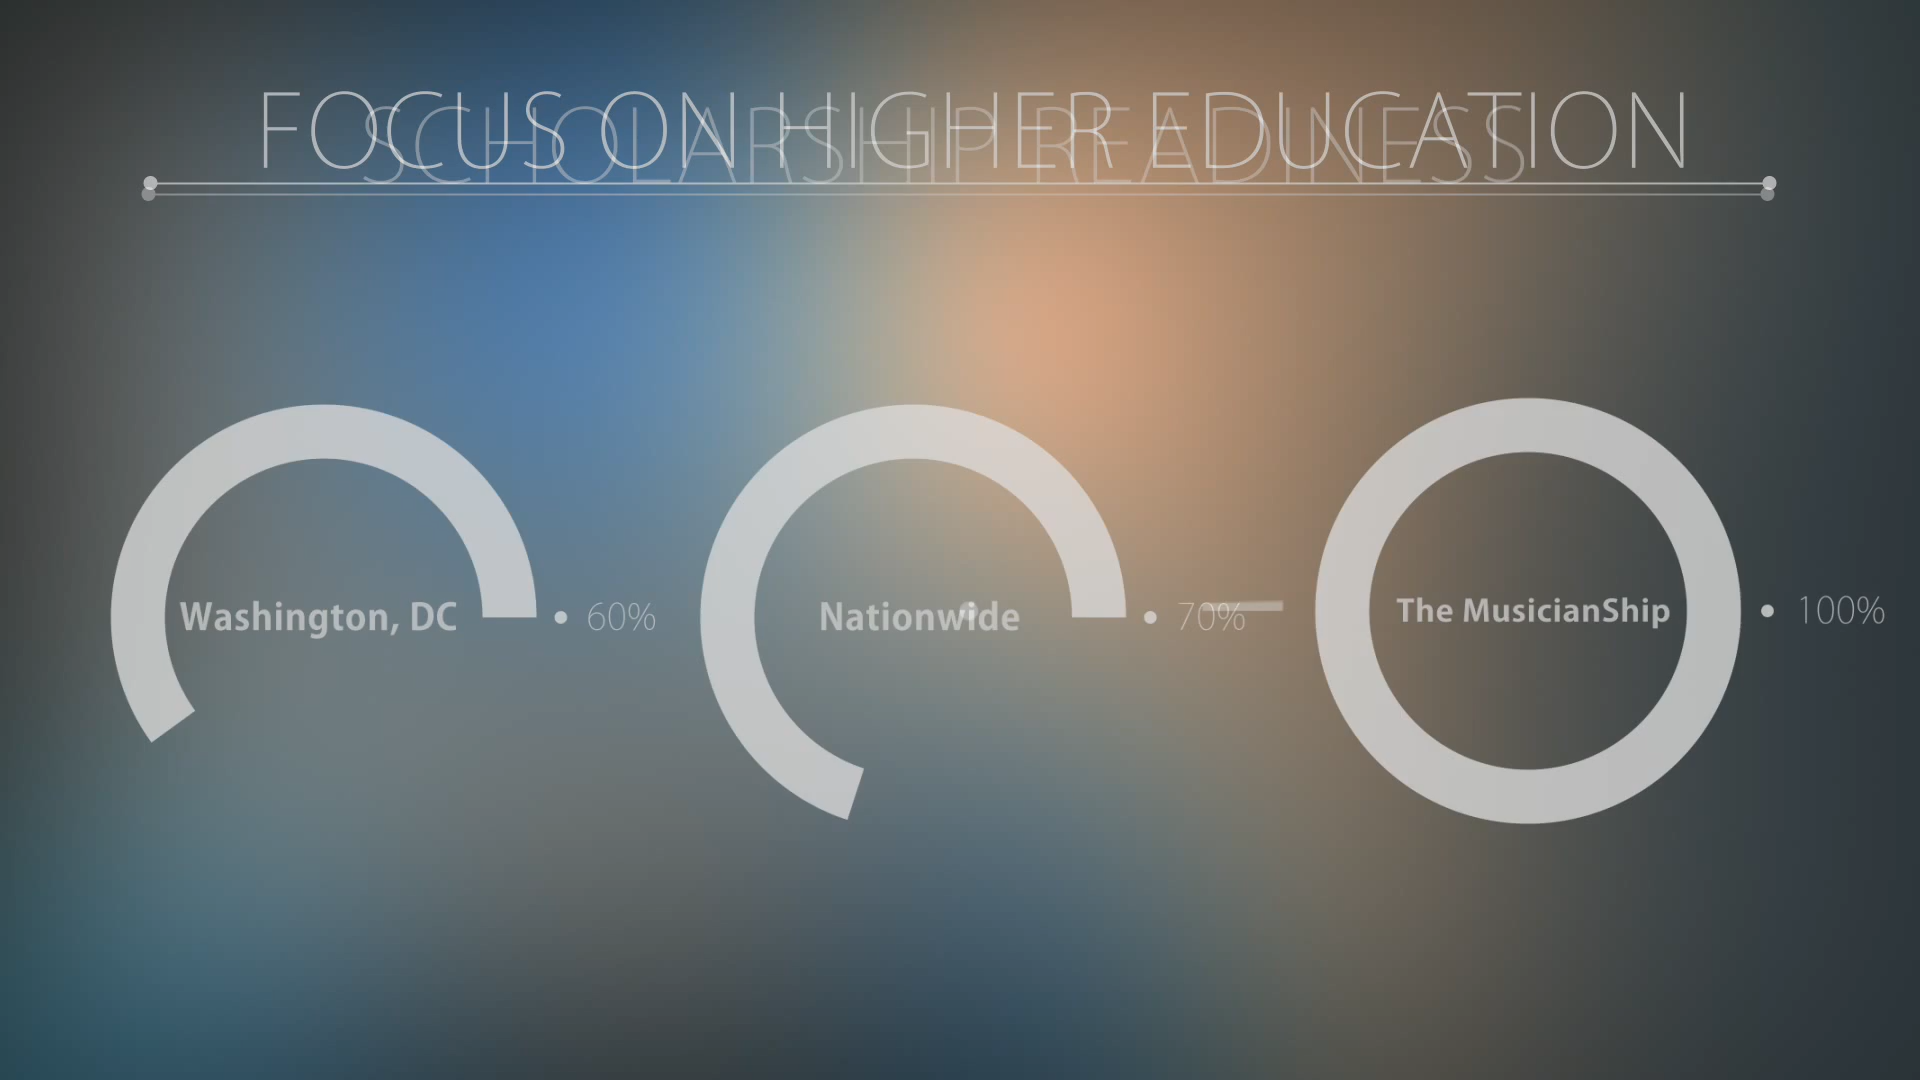 FOCUS ON HIGHER EDUCATION
SCHOLARSHIP READINESS
Washington, DC
60%
Nationwide
70%
The MusicianShip
100%